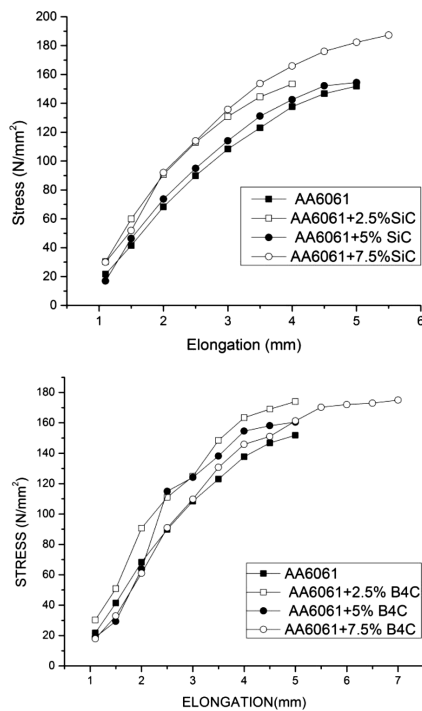 200
180
160
140
120
100
80
60
40
20
0
Stress (N/mm²)
AA6061
AA6061+2.5%SiC
AA6061+5% SiC
AA6061+7.5%SiC
0 1 2 3 4 5 6
Elongation (mm)
180
160
140
120
100
80
60
40
20
0
STRESS (N/mm²)
AA6061
AA6061+2.5% B4C
AA6061+5% B4C
AA6061+7.5% B4C
1 2 3 4 5 6 7
ELONGATION(mm)